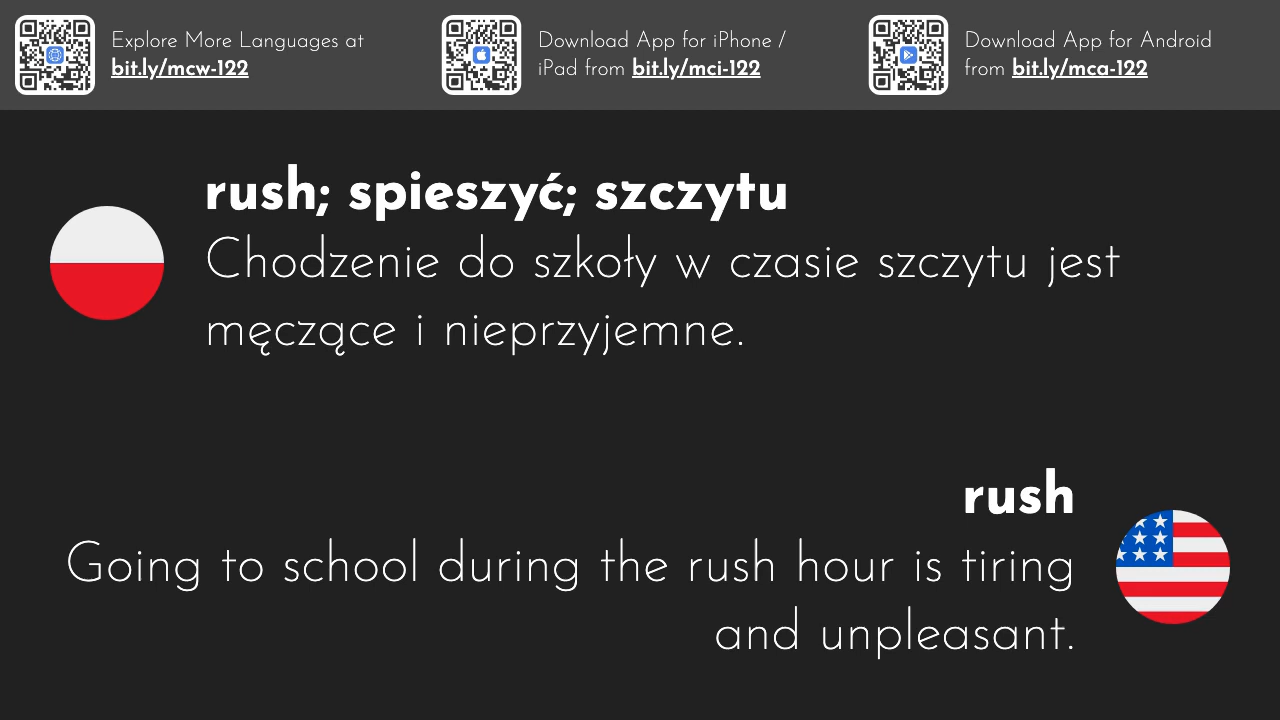 Explore More Languages at
bit.ly/mcw-122
Download App for iPhone /
iPad from bit.ly/mci-122
Download App for Android
from bit.ly/mca-122
rush; spieszyć; szczytu
Chodzenie do szkoły w czasie szczytu jest
męczące i nieprzyjemne.
rush
Going to school during the rush hour is tiring
and unpleasant.